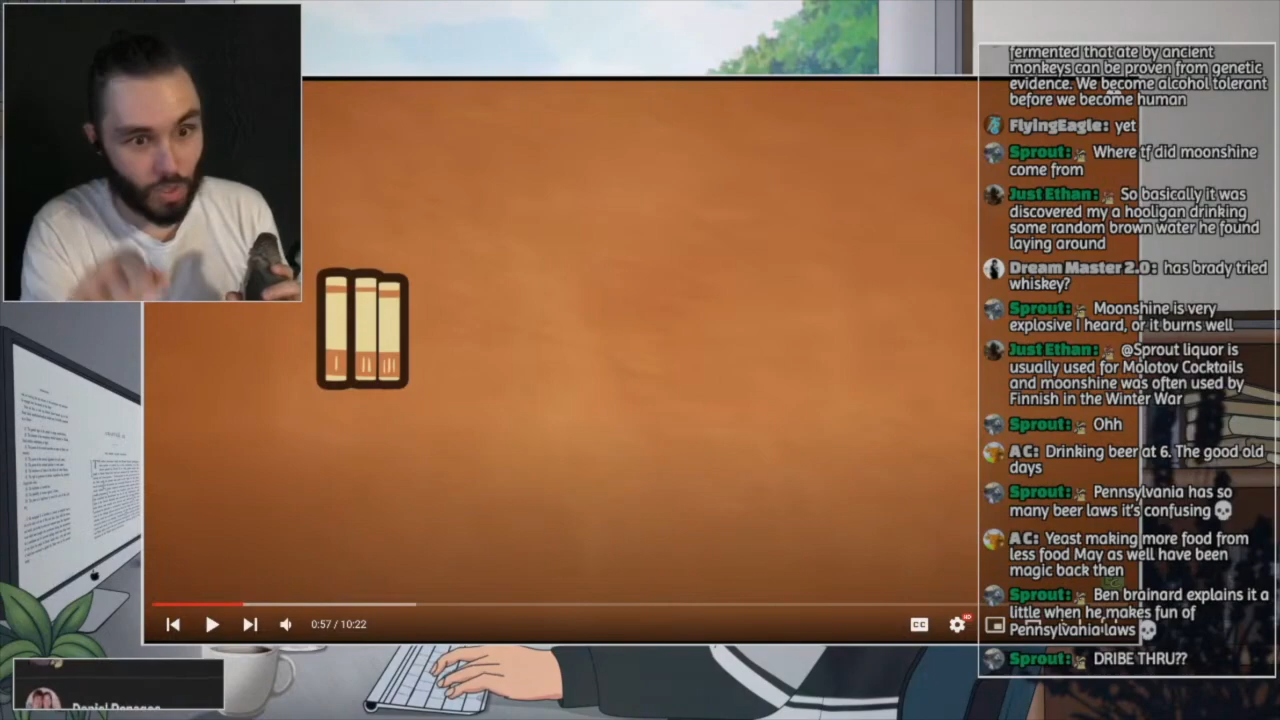 fermented that ate by ancient
monkeys can be proven from genetic
evidence. We become alcohol tolerant
before we become human
FlyingEagle: yet
Sprout: Where tf did moonshine
come from
Just Ethan: So basically it was
discovered my a hooligan drinking
some random brown water he found
laying around
Dream Master 2.0: has brady tried
whiskey?
Sprout: Moonshine is very
explosive I heard, or it burns well
Just Ethan: @Sprout liquor is
usually used for Molotov Cocktails
and moonshine was often used by
Finnish in the Winter War
Sprout: Ohh
A C: Drinking beer at 6. The good old
days
Sprout: Pennsylvania has so
many beer laws it's confusing 💀
A C: Yeast making more food from
less food May as well have been
magic back then
Sprout: Ben brainard explains it a
little when he makes fun of
Pennsylvania laws 💀
Sprout: DRIBE THRU??
I II III
0:57 / 10:22
CC
HD